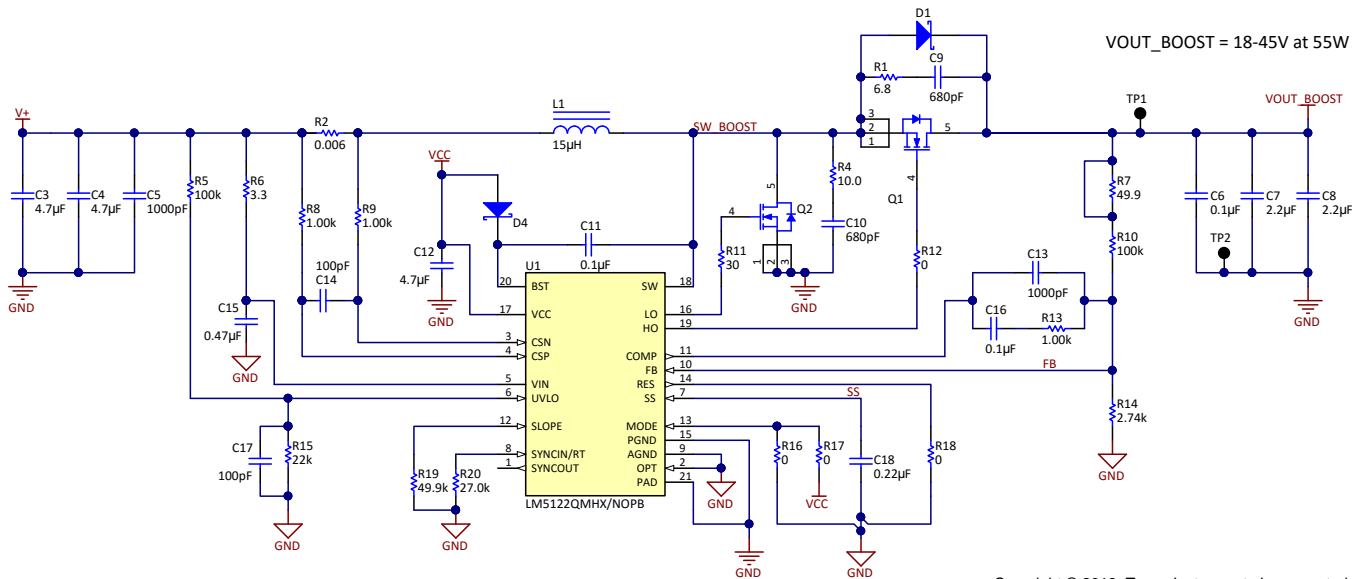 VOUT_BOOST = 18-45V at 55W
D1
R1
6.8
C9
680pF
V+
R2
0.006
L1
15µH
SW_BOOST
3
2
1
5
4
Q1
TP1
VOUT_BOOST
VCC
D4
C3
4.7µF
C4
4.7µF
C5
1000pF
R5
100k
R6
3.3
R8
1.00k
R9
1.00k
C12
4.7µF
GND
C11
0.1µF
5
4
Q2
1
2
3
GND
R4
10.0
C10
680pF
R11
30
R12
0
R7
49.9
R10
100k
C6
0.1µF
C7
2.2µF
C8
2.2µF
TP2
GND
GND
C15
0.47µF
GND
100pF
C14
C13
1000pF
C16
0.1µF
R13
1.00k
FB
R14
2.74k
GND
U1
20 BST SW 18
17 VCC LO 16
HO 19
3 CSN
4 CSP COMP 11
FB 10
5 VIN RES 14
6 UVLO SS 7
12 SLOPE MODE 13
PGND 15
8 SYNCIN/RT AGND 9
1 SYNCOUT OPT 2
PAD 21
LM5122QMHX/NOPB
SS
C17
100pF
R15
22k
GND
R19
49.9k
R20
27.0k
GND
GND
GND
R16
0
R17
0
VCC
C18
0.22µF
R18
0
GND